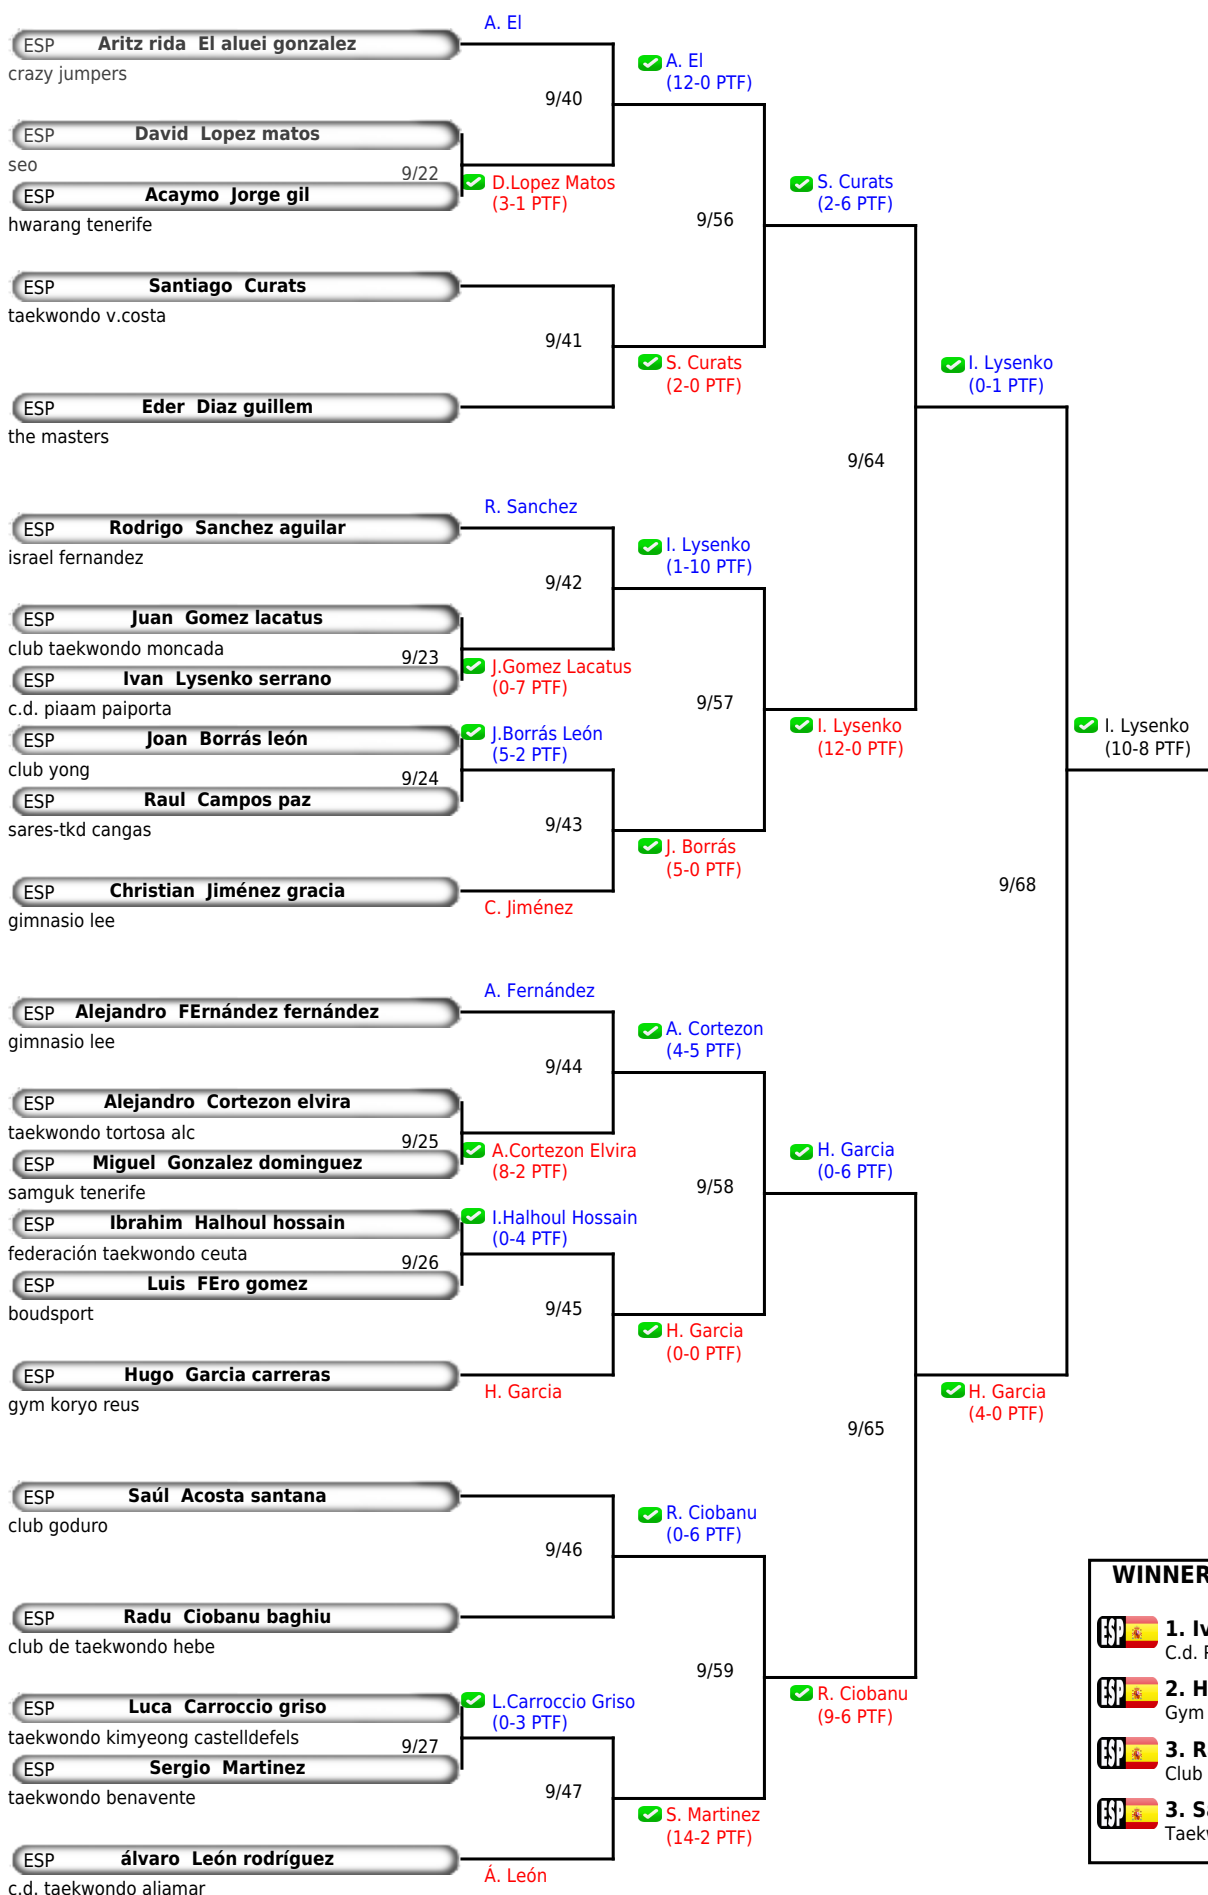 A. El
ESP Aritz rida El aluei gonzalez
crazy jumpers
A. El
(12-0 PTF)
9/40
ESP David Lopez matos
seo
9/22
D.Lopez Matos
(3-1 PTF)
ESP Acaymo Jorge gil
hwarang tenerife
S. Curats
(2-6 PTF)
9/56
ESP Santiago Curats
taekwondo v.costa
9/41
S. Curats
(2-0 PTF)
ESP Eder Diaz guillem
the masters
I. Lysenko
(0-1 PTF)
9/64
R. Sanchez
ESP Rodrigo Sanchez aguilar
israel fernandez
I. Lysenko
(1-10 PTF)
9/42
ESP Juan Gomez lacatus
club taekwondo moncada
9/23
J.Gomez Lacatus
(0-7 PTF)
ESP Ivan Lysenko serrano
c.d. piaam paiporta
9/57
I. Lysenko
(12-0 PTF)
I. Lysenko
(10-8 PTF)
ESP Joan Borrás león
J.Borrás León
(5-2 PTF)
club yong
9/24
ESP Raul Campos paz
sares-tkd cangas
9/43
J. Borrás
(5-0 PTF)
ESP Christian Jiménez gracia
C. Jiménez
gimnasio lee
9/68
A. Fernández
ESP Alejandro FErnández fernández
gimnasio lee
A. Cortezon
(4-5 PTF)
9/44
ESP Alejandro Cortezon elvira
taekwondo tortosa alc
9/25
A.Cortezon Elvira
(8-2 PTF)
ESP Miguel Gonzalez dominguez
samguk tenerife
H. Garcia
(0-6 PTF)
9/58
ESP Ibrahim Halhoul hossain
I.Halhoul Hossain
(0-4 PTF)
federación taekwondo ceuta
9/26
ESP Luis FEro gomez
boudsport
9/45
H. Garcia
(0-0 PTF)
ESP Hugo Garcia carreras
H. Garcia
gym koryo reus
H. Garcia
(4-0 PTF)
9/65
ESP Saúl Acosta santana
club goduro
R. Ciobanu
(0-6 PTF)
9/46
ESP Radu Ciobanu baghiu
club de taekwondo hebe
9/59
R. Ciobanu
(9-6 PTF)
ESP Luca Carroccio griso
L.Carroccio Griso
(0-3 PTF)
taekwondo kimyeong castelldefels
9/27
ESP Sergio Martinez
taekwondo benavente
9/47
S. Martinez
(14-2 PTF)
ESP álvaro León rodríguez
Á. León
c.d. taekwondo aljamar
WINNER
ESP 1. Iv
C.d.
ESP 2. H
Gym
ESP 3. R
Club
ESP 3. Sa
Taekw